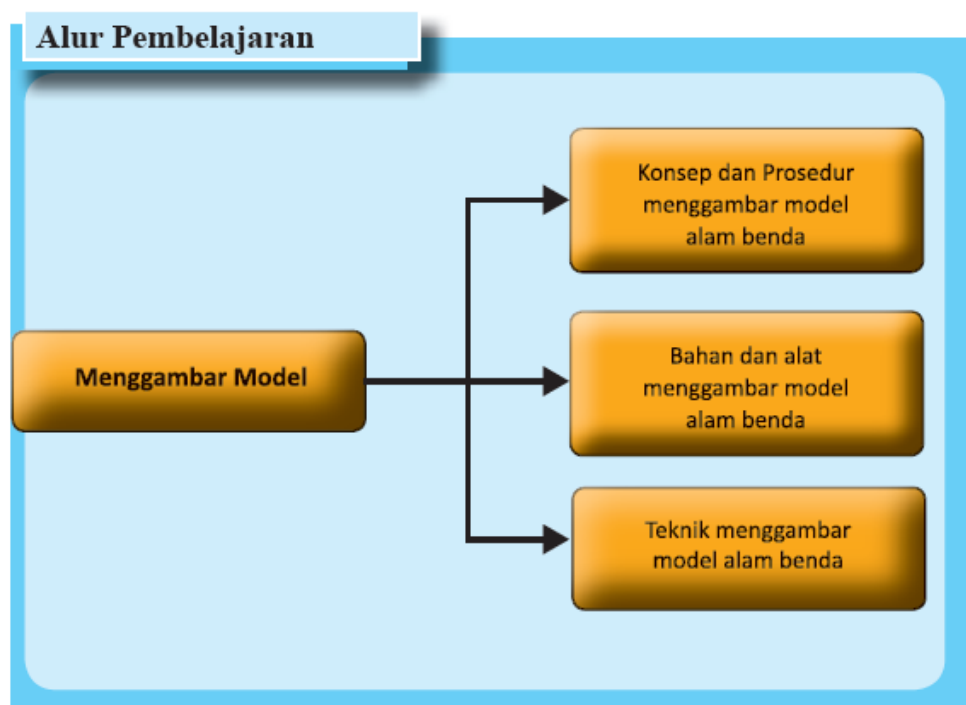 Alur Pembelajaran
Konsep dan Prosedur
menggambar model
alam benda
Menggambar Model
Bahan dan alat
menggambar model
alam benda
Teknik menggambar
model alam benda